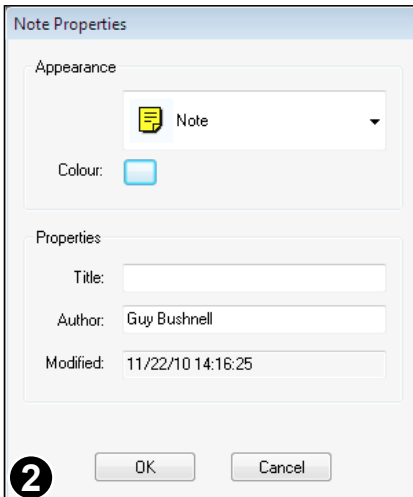 Note Properties
Appearance
Note
Colour:
Properties
Title:
Author: Guy Bushnell
Modified: 11/22/10 14:16:25
2 OK Cancel